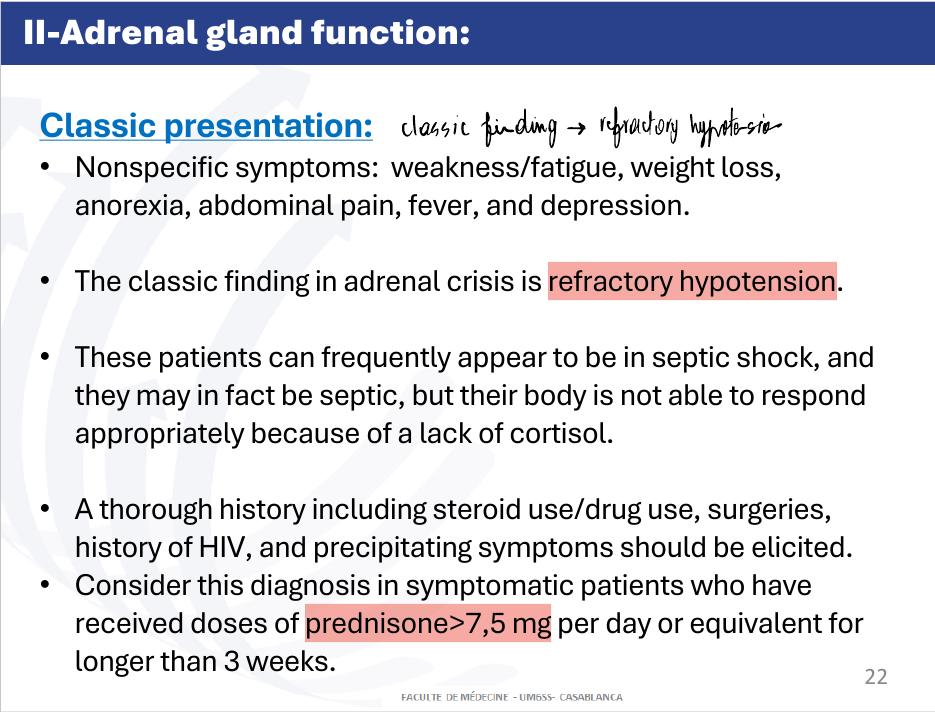 II-Adrenal gland function:
Classic presentation: classic finding → refractory hypotension
• Nonspecific symptoms: weakness/fatigue, weight loss,
anorexia, abdominal pain, fever, and depression.
• The classic finding in adrenal crisis is refractory hypotension.
• These patients can frequently appear to be in septic shock, and
they may in fact be septic, but their body is not able to respond
appropriately because of a lack of cortisol.
• A thorough history including steroid use/drug use, surgeries,
history of HIV, and precipitating symptoms should be elicited.
• Consider this diagnosis in symptomatic patients who have
received doses of prednisone>7,5 mg per day or equivalent for
longer than 3 weeks.
22
FACULTE DE MÉDECINE - UM6SS- CASABLANCA